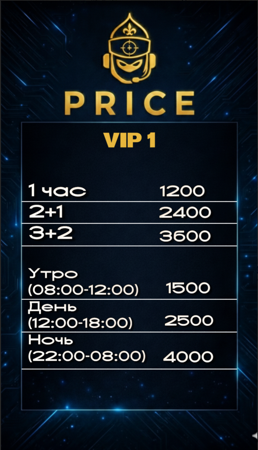 PRICE
VIP 1
1 час 1200
2+1 2400
3+2 3600
Утро
(08:00-12:00) 1500
День
(12:00-18:00) 2500
Ночь
(22:00-08:00) 4000